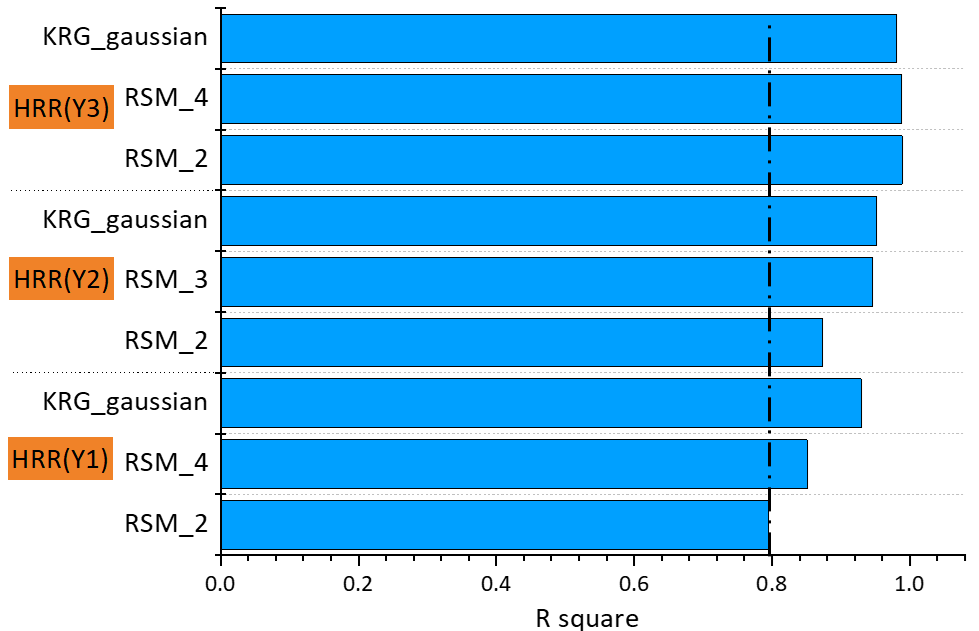 KRG_gaussian
HRR(Y3)
RSM_4
RSM_2
KRG_gaussian
HRR(Y2)
RSM_3
RSM_2
KRG_gaussian
HRR(Y1)
RSM_4
RSM_2
0.0 0.2 0.4 0.6 0.8 1.0
R square